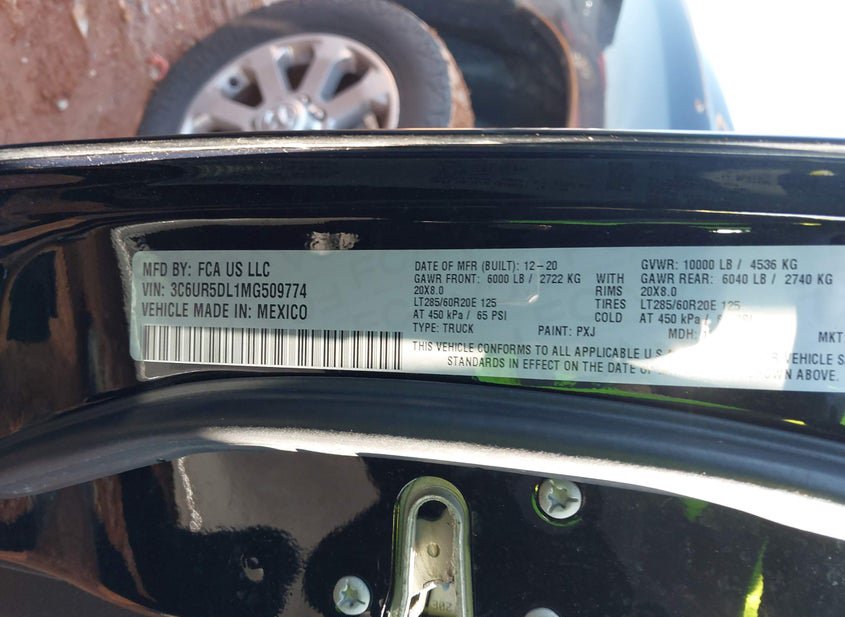 MFD BY: FCA US LLC
VIN: 3C6UR5DL1MG509774
VEHICLE MADE IN: MEXICO
DATE OF MFR (BUILT): 12-20
GAWR FRONT: 6000 LB / 2722 KG
WITH 20X8.0
RIMS
TIRES LT285/60R20E 125
COLD AT 450 kPa / 65 PSI
TYPE: TRUCK PAINT: PXJ
GVWR: 10000 LB / 4536 KG
GAWR REAR: 6040 LB / 2740 KG
WITH 20X8.0
RIMS
TIRES LT285/60R20E 125
COLD AT 450 kPa /
MDH: MKT
THIS VEHICLE CONFORMS TO ALL APPLICABLE U VEHICLE
STANDARDS IN EFFECT ON THE DATE ABOVE.